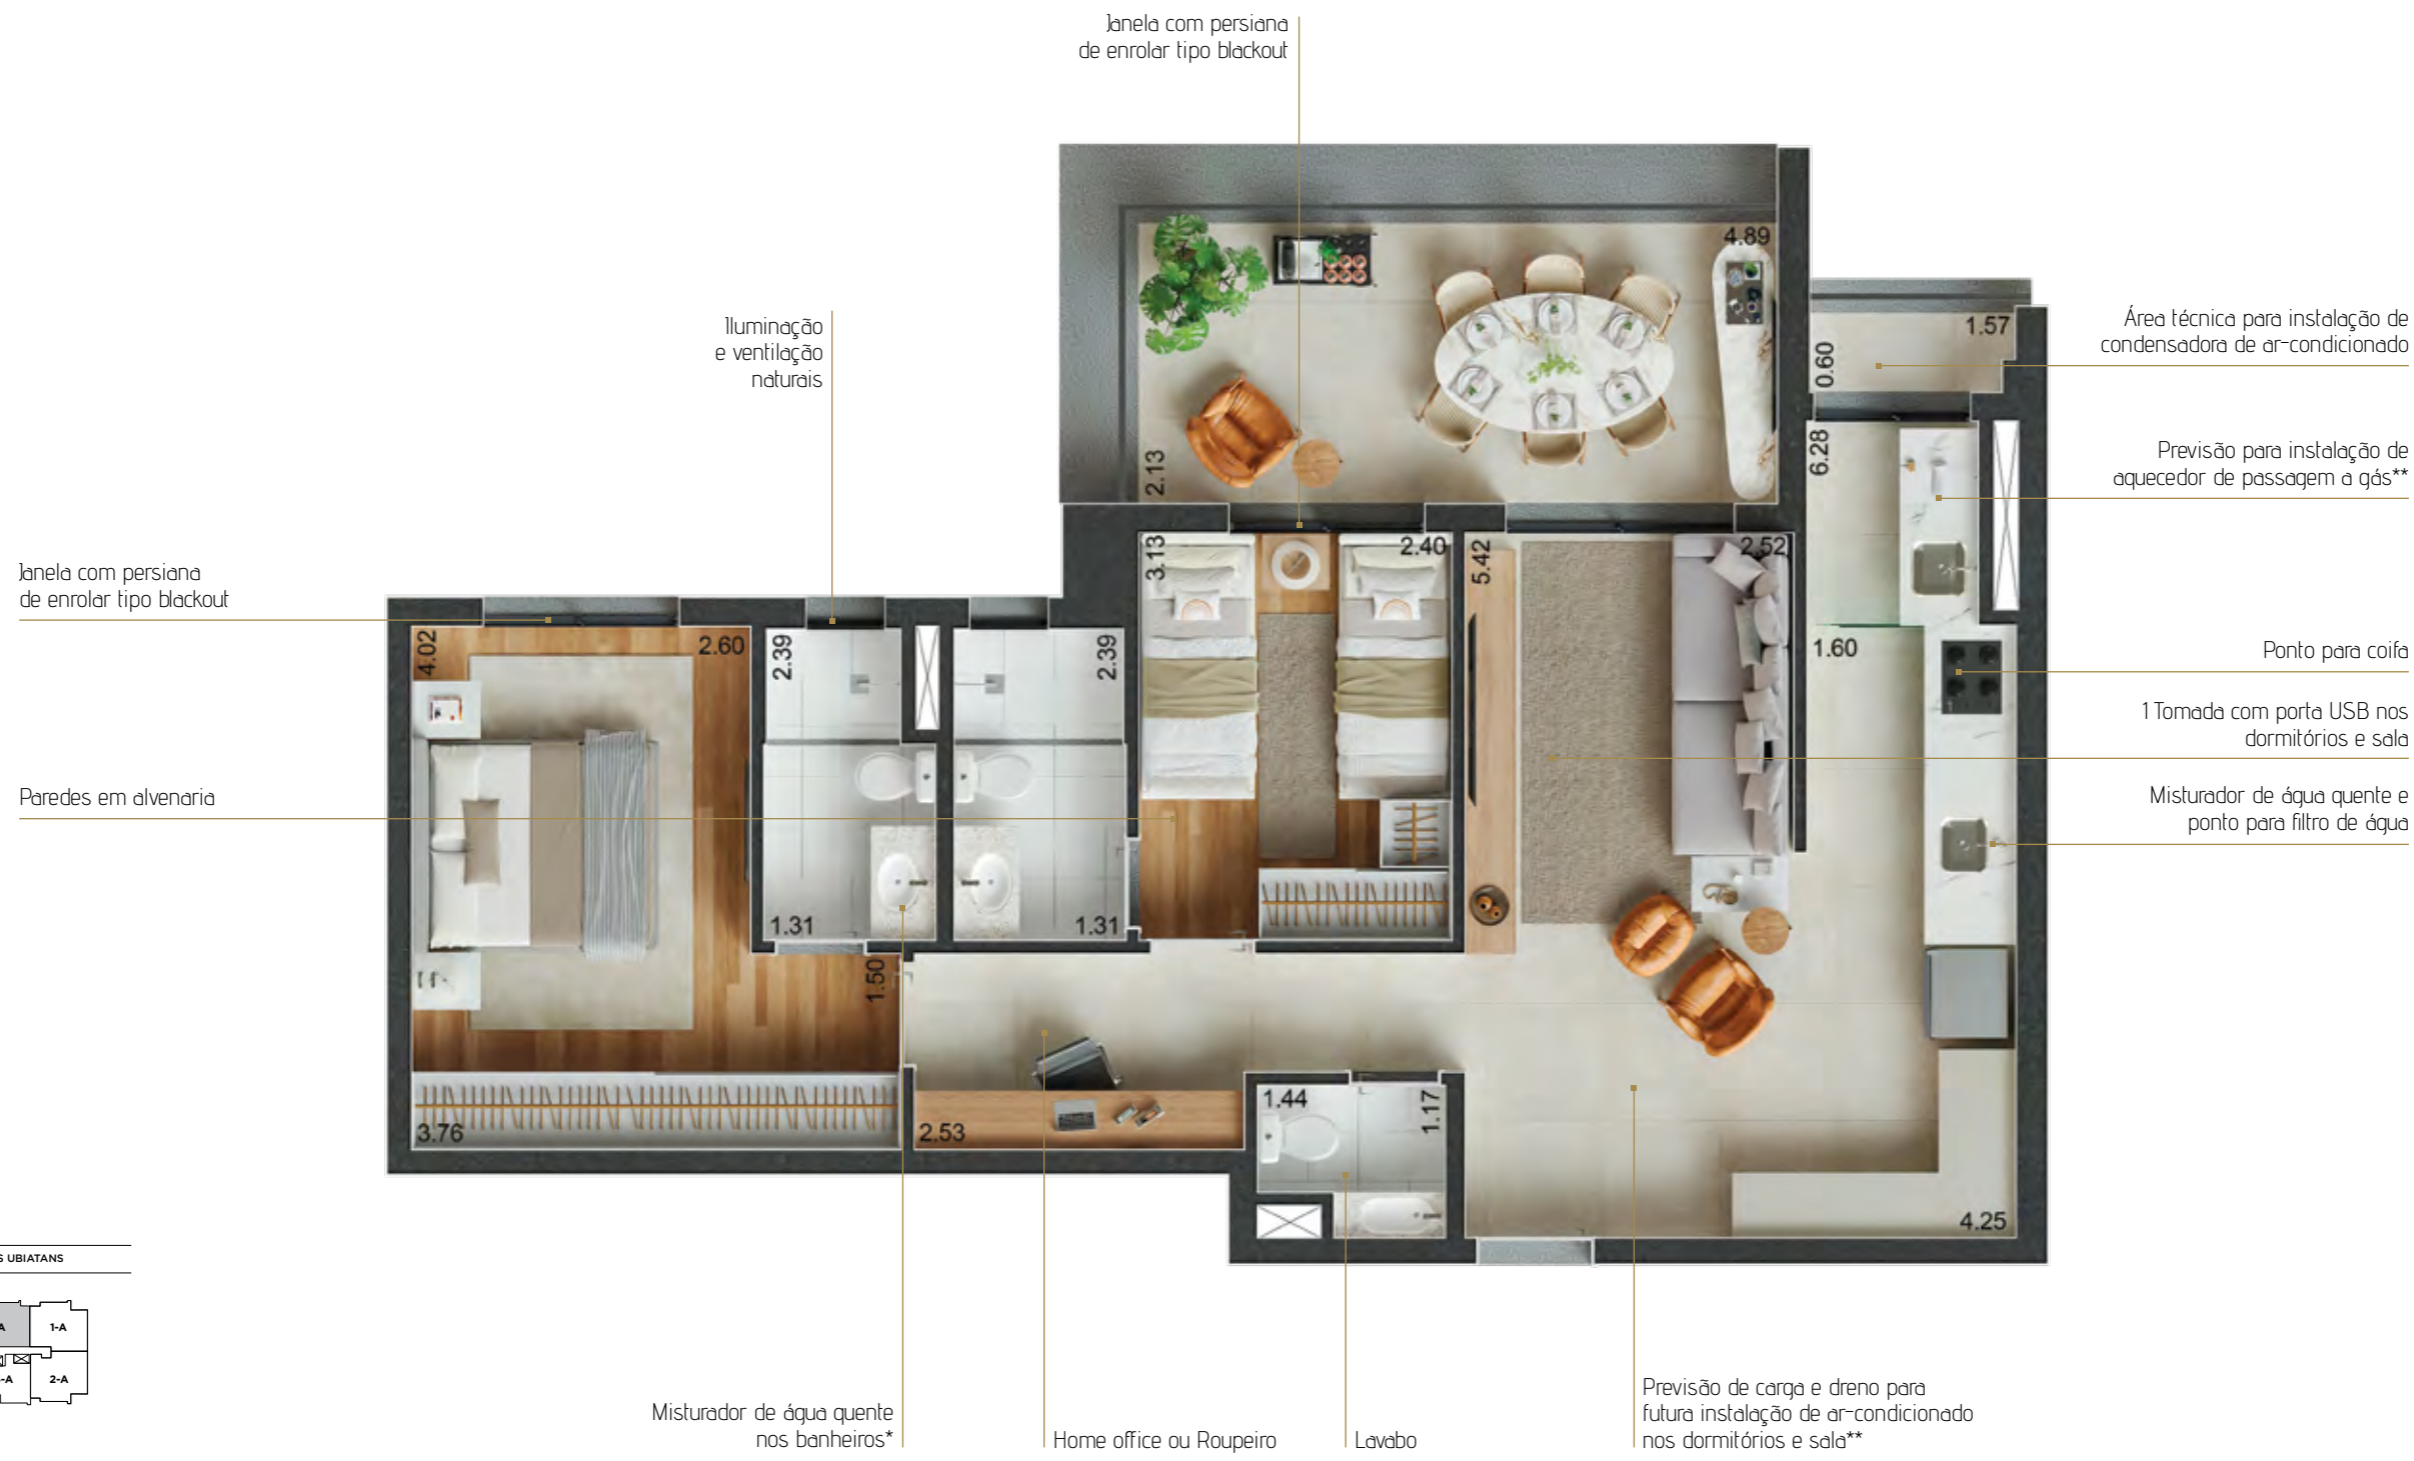 Janela com persiana
de enrolar tipo blackout
Iluminação
e ventilação
naturais
Janela com persiana
de enrolar tipo blackout
Paredes em alvenaria
Área técnica para instalação de
condensadora de ar-condicionado
Previsão para instalação de
aquecedor de passagem a gás**
Ponto para coifa
1 Tomada com porta USB nos
dormitórios e sala
Misturador de água quente e
ponto para filtro de água
4.89
2.13
1.57
0.60
6.28
1.60
3.13
2.40
5.42
2.52
4.02
2.60
2.39
2.39
1.31
1.31
1.50
3.76
2.53
1.44
1.17
4.25
S UBIATANS
A
1-A
-A
2-A
Misturador de água quente
nos banheiros*
Home office ou Roupeiro
Lavabo
Previsão de carga e dreno para
futura instalação de ar-condicionado
nos dormitórios e sala**